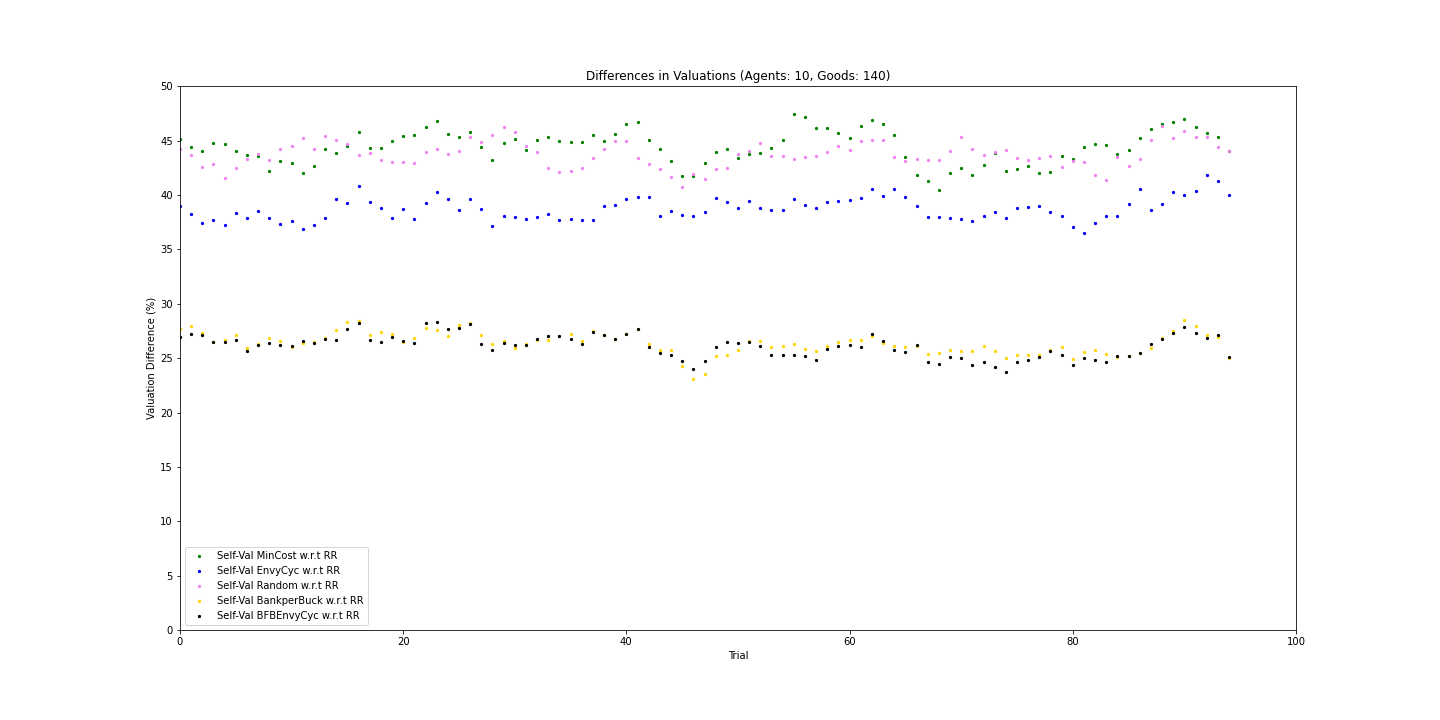 Differences in Valuations (Agents: 10, Goods: 140)
50
45
40
35
30
25
20
15
10
5
0
Valuation Difference (%)
Self-Val MinCost w.r.t RR
Self-Val EnvyCyc w.r.t RR
Self-Val Random w.r.t RR
Self-Val BankperBuck w.r.t RR
Self-Val BFBEnvyCyc w.r.t RR
0 20 40 60 80 100
Trial